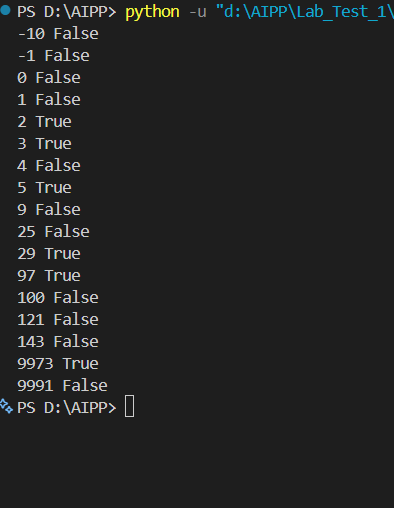 PS D:\AIPP> python -u "d:\AIPP\Lab_Test_1\
-10 False
-1 False
0 False
1 False
2 True
3 True
4 False
5 True
9 False
25 False
29 True
97 True
100 False
121 False
143 False
9973 True
9991 False
PS D:\AIPP>